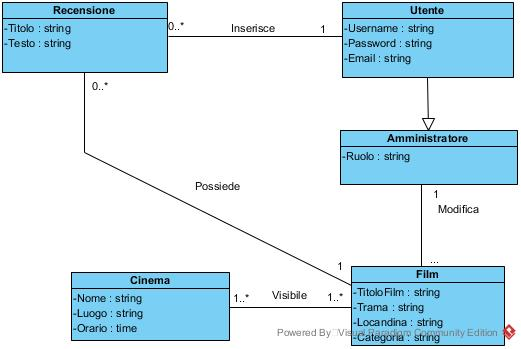 Recensione
-Titolo : string
-Testo : string
0..*
Inserisce
1
Utente
-Username : string
-Password : string
-Email : string
0..*
Amministratore
-Ruolo : string
Possiede
1
Modifica
...
1
Cinema
-Nome : string
-Luogo : string
-Orario : time
1..*
Visibile
1..*
Film
-TitoloFilm : string
-Trama : string
-Locandina : string
-Categoria : string
Powered By Visual Paradigm Community Edition